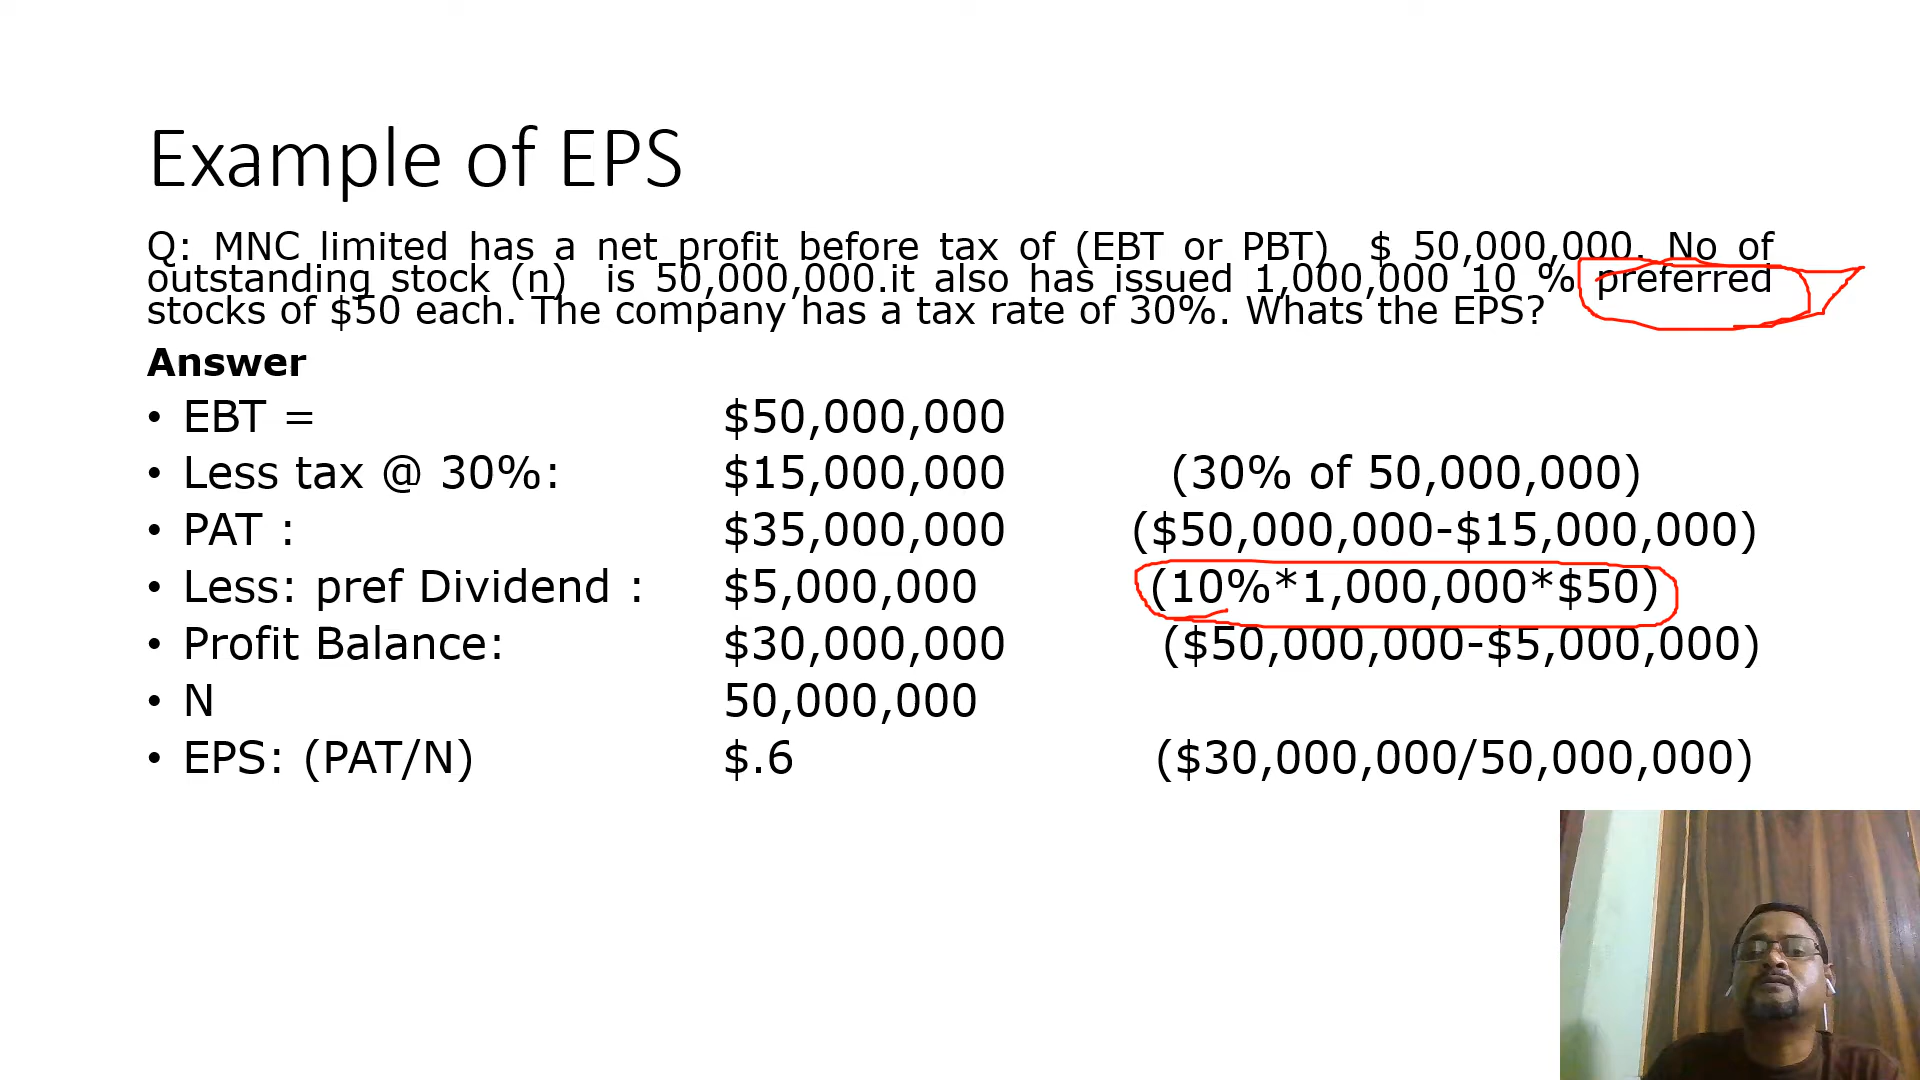 Example of EPS
Q: MNC limited has a net profit before tax of (EBT or PBT) $ 50,000,000. No of
outstanding stock (n) is 50,000,000.it also has issued 1,000,000 10 % preferred
stocks of $50 each. The company has a tax rate of 30%. Whats the EPS?
Answer
• EBT = $50,000,000
• Less tax @ 30%: $15,000,000 (30% of 50,000,000)
• PAT : $35,000,000 ($50,000,000-$15,000,000)
• Less: pref Dividend : $5,000,000 (10%*1,000,000*$50)
• Profit Balance: $30,000,000 ($50,000,000-$5,000,000)
• N 50,000,000
• EPS: (PAT/N) $.6 ($30,000,000/50,000,000)